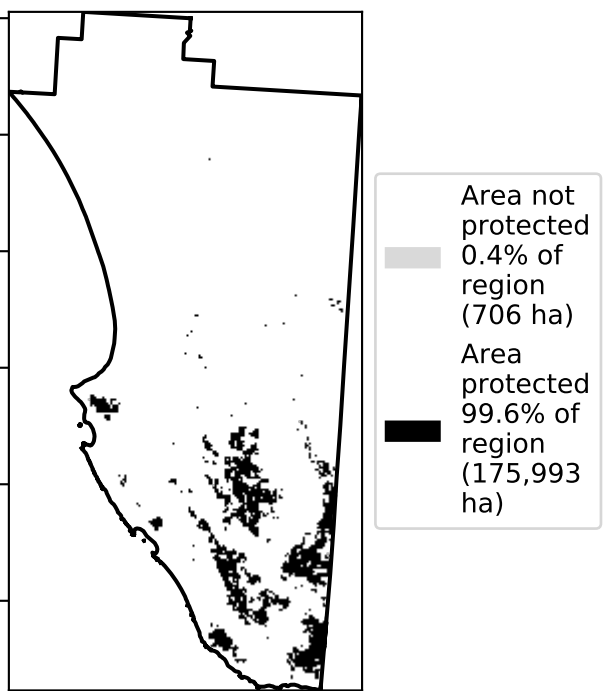 Area not
protected
0.4% of
region
(706 ha)
Area
protected
99.6% of
region
(175,993
ha)